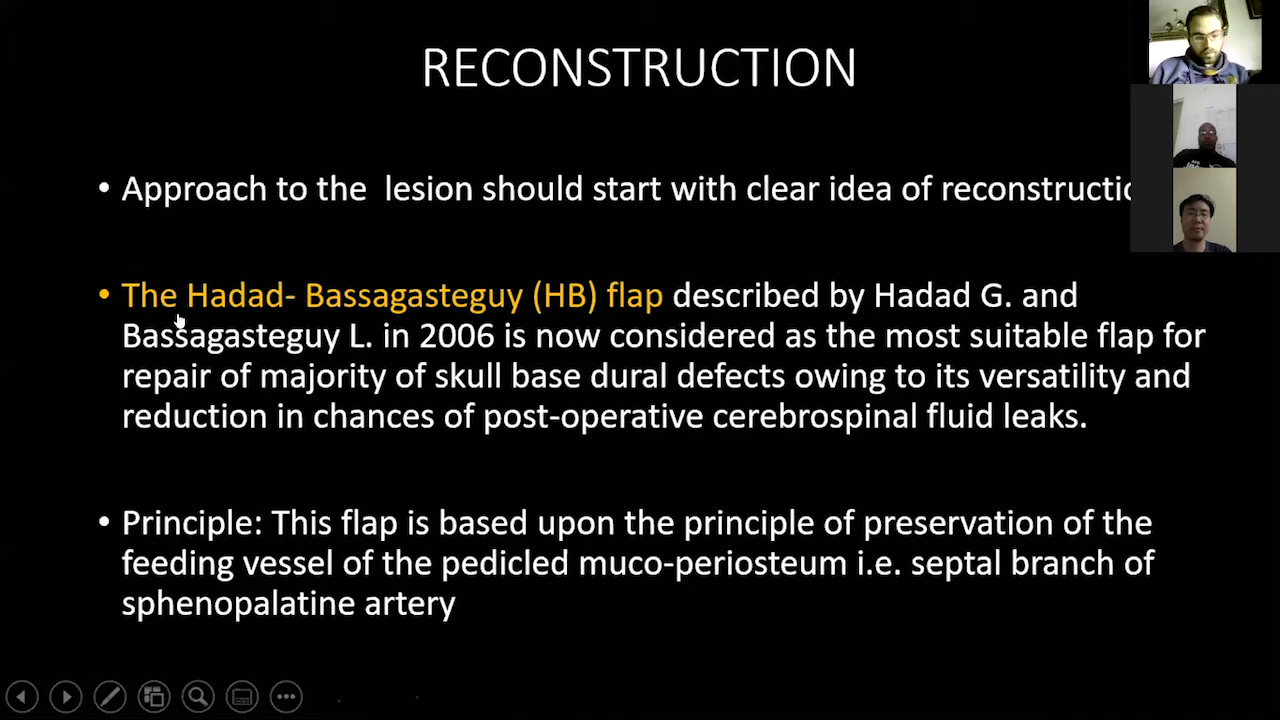 RECONSTRUCTION
• Approach to the lesion should start with clear idea of
• The Hadad- Bassagasteguy (HB) flap described by Hadad G. and
Bassagasteguy L. in 2006 is now considered as the most suitable flap for
repair of majority of skull base dural defects owing to its versatility and
reduction in chances of post-operative cerebrospinal fluid leaks.
• Principle: This flap is based upon the principle of preservation of the
feeding vessel of the pedicled muco-periosteum i.e. septal branch of
sphenopalatine artery